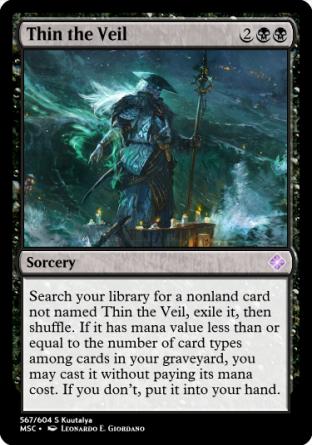 Thin the Veil 2
Sorcery
Search your library for a nonland card
not named Thin the Veil, exile it, then
shuffle. If it has mana value less than or
equal to the number of card types
among cards in your graveyard, you
may cast it without paying its mana
cost. If you don't, put it into your hand.
567/604 S Kuutalya
MSC • Leonardo E. Giordano